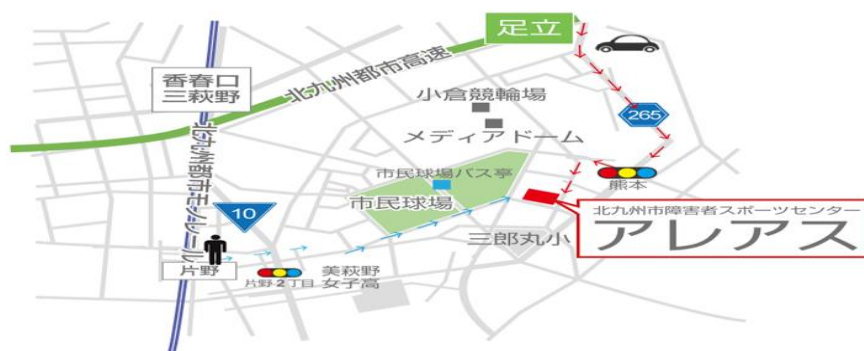 足立
香春口
三萩野
北九州都市高速
265
小倉競輪場
メディアドーム
北九州都市モノレール
市民球場バス亭
熊本
市民球場
10
北九州市障害者スポーツセンター
アレアス
三郎丸小
片野
片野2丁目
美萩野
女子高